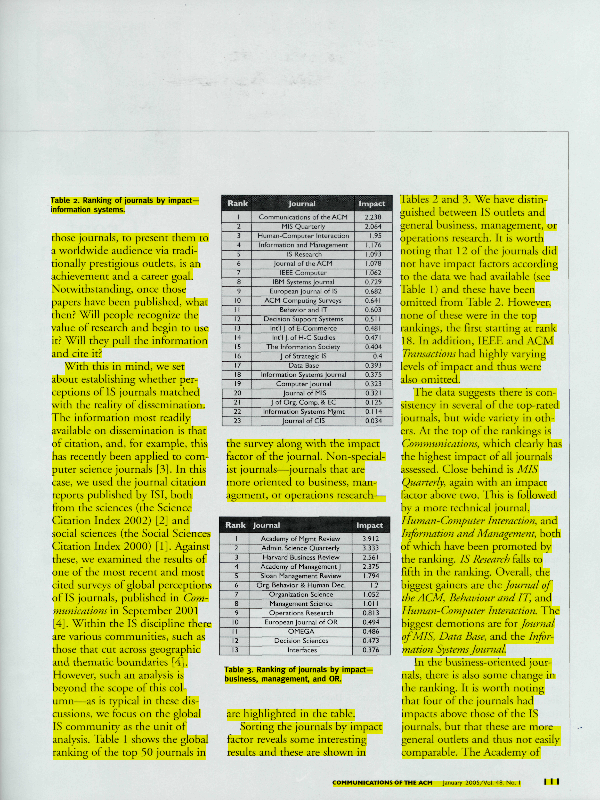 Table 2. Ranking of journals by impact—
information systems.
those journals, to present them to
a worldwide audience via tradi-
tionally prestigious outlets, is an
achievement and a career goal.
Notwithstanding, once those
papers have been published, what
then? Will people recognize the
value of research and begin to use
it? Will they pull the information
and cite it?
With this in mind, we set
about establishing whether per-
ceptions of IS journals matched
with the reality of dissemination.
The information most readily
available on dissemination is that
of citation, and, for example, this
has recently been applied to com-
puter science journals [3]. In this
case, we used the journal citation
reports published by ISI, both
from the sciences (the Science
Citation Index 2002) [2] and
social sciences (the Social Sciences
Citation Index 2000) [1]. Against
these, we examined the results of
one of the most recent and most
cited surveys of global perceptions
of IS journals, published in Com-
munications in September 2001
[4]. Within the IS discipline there
are various communities, such as
those that cut across geographic
and thematic boundaries [4].
However, such an analysis is
beyond the scope of this col-
umn—as is typical in these dis-
cussions, we focus on the global
IS community as the unit of
analysis. Table 1 shows the global
ranking of the top 50 journals in
Rank Journal Impact
1 Communications of the ACM 2.238
2 MIS Quarterly 2.064
3 Human-Computer Interaction 1.95
4 Information and Management 1.176
5 IS Research 1.093
6 Journal of the ACM 1.078
7 IEEE Computer 1.062
8 IBM Systems Journal 0.729
9 European Journal of IS 0.682
10 ACM Computing Surveys 0.641
11 Behavior and IT 0.603
12 Decision Support Systems 0.511
13 Int'l J. of E-Commerce 0.481
14 Int'l J. of H-C Studies 0.471
15 The Information Society 0.404
16 J of Strategic IS 0.4
17 Data Base 0.393
18 Information Systems Journal 0.375
19 Computer Journal 0.323
20 Journal of MIS 0.321
21 J of Org. Comp. & EC 0.125
22 Information Systems Mgmt 0.114
23 Journal of CIS 0.034
the survey along with the impact
factor of the journal. Non-special-
ist journals—journals that are
more oriented to business, man-
agement, or operations research—
Rank Journal Impact
1 Academy of Mgmt Review 3.912
2 Admin. Science Quarterly 3.333
3 Harvard Business Review 2.561
4 Academy of Management J 2.375
5 Sloan Management Review 1.794
6 Org Behavior & Human Dec. 1.2
7 Organization Science 1.052
8 Management Science 1.011
9 Operations Research 0.813
10 European Journal of OR 0.494
11 OMEGA 0.486
12 Decision Sciences 0.473
13 Interfaces 0.376
Table 3. Ranking of journals by impact—
business, management, and OR.
are highlighted in the table.
Sorting the journals by impact
factor reveals some interesting
results and these are shown in
Tables 2 and 3. We have distin-
guished between IS outlets and
general business, management, or
operations research. It is worth
noting that 12 of the journals did
not have impact factors according
to the data we had available (see
Table 1) and these have been
omitted from Table 2. However,
none of these were in the top
rankings, the first starting at rank
18. In addition, IEEE and ACM
Transactions had highly varying
levels of impact and thus were
also omitted.
The data suggests there is con-
sistency in several of the top-rated
journals, but wide variety in oth-
ers. At the top of the rankings is
Communications, which clearly has
the highest impact of all journals
assessed. Close behind is MIS
Quarterly, again with an impact
factor above two. This is followed
by a more technical journal,
Human-Computer Interaction, and
Information and Management, both
of which have been promoted by
the ranking. IS Research falls to
fifth in the ranking. Overall, the
biggest gainers are the Journal of
the ACM, Behaviour and IT, and
Human-Computer Interaction. The
biggest demotions are for Journal
of MIS, Data Base, and the Infor-
mation Systems Journal.
In the business-oriented jour-
nals, there is also some change in
the ranking. It is worth noting
that four of the journals had
impacts above those of the IS
journals, but that these are more
general outlets and thus not easily
comparable. The Academy of
COMMUNICATIONS OF THE ACM January 2005/Vol. 48, No. 1 111